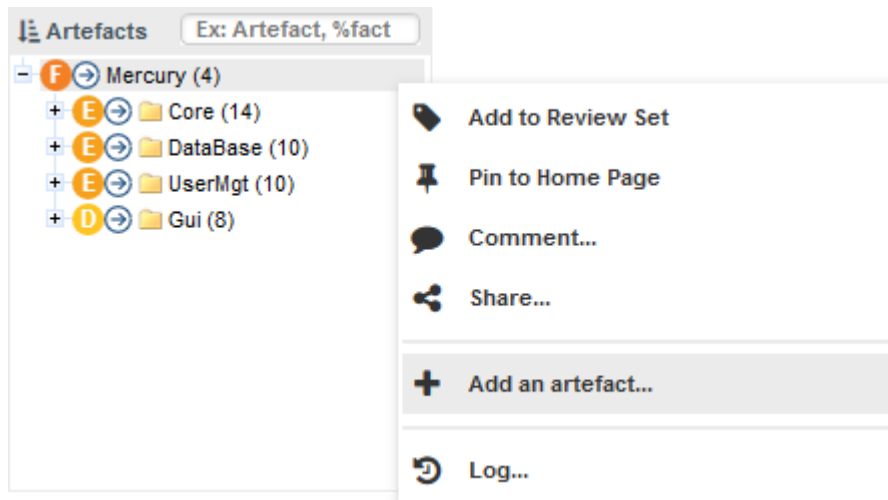 Artefacts Ex: Artefact, %fact
F Mercury (4)
E Core (14)
E DataBase (10)
E UserMgt (10)
D Gui (8)
Add to Review Set
Pin to Home Page
Comment...
Share...
Add an artefact...
Log...